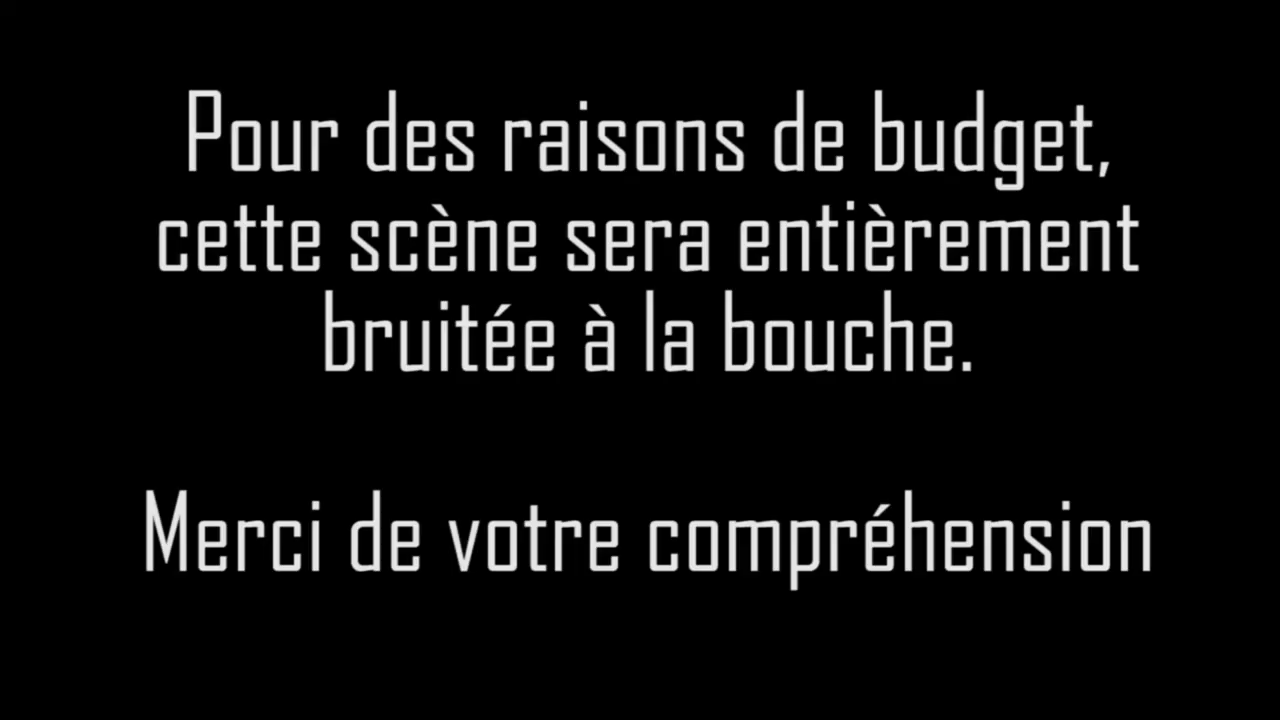 Pour des raisons de budget,
cette scène sera entièrement
bruitée à la bouche.
Merci de votre compréhension